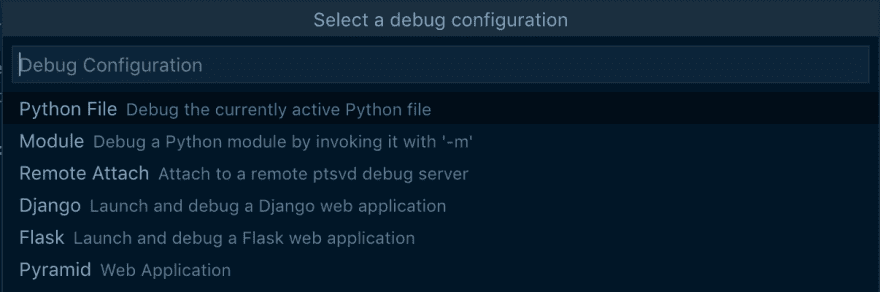 Select a debug configuration
Debug Configuration
Python File Debug the currently active Python file
Module Debug a Python module by invoking it with '-m'
Remote Attach Attach to a remote ptsvd debug server
Django Launch and debug a Django web application
Flask Launch and debug a Flask web application
Pyramid Web Application